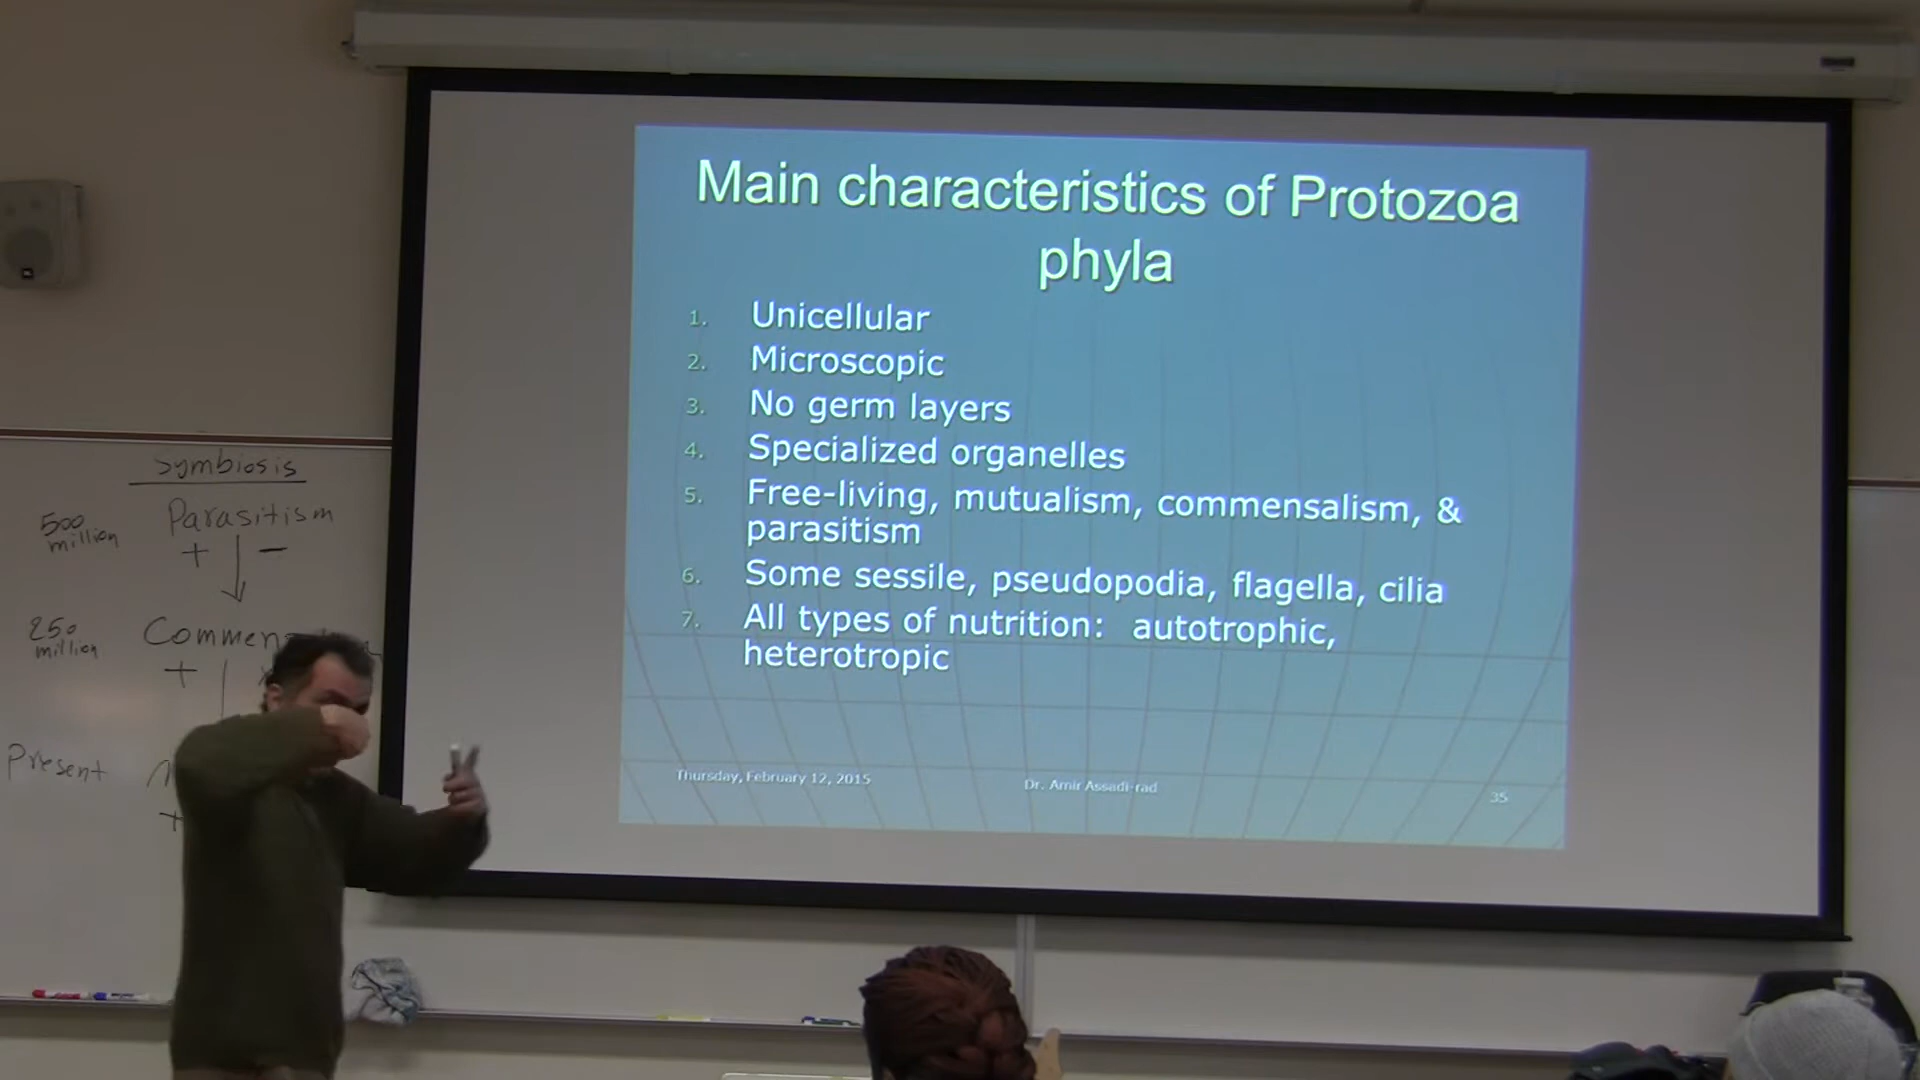 Main characteristics of Protozoa
phyla
1. Unicellular
2. Microscopic
3. No germ layers
4. Specialized organelles
5. Free-living, mutualism, commensalism, &
parasitism
6. Some sessile, pseudopodia, flagella, cilia
7. All types of nutrition: autotrophic,
heterotropic
Thursday, February 12, 2015 Dr. Amir Assadi-rad 35
Symbiosis
500
million
Parasitism
+ −
250
million
+
Present
+
JBL